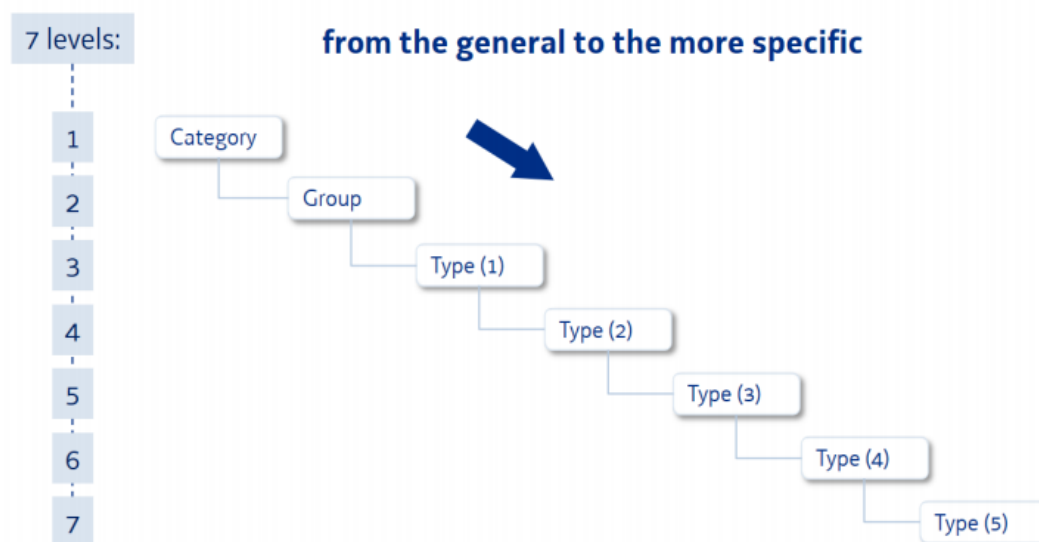 7 levels:
from the general to the more specific
1
Category
2
Group
3
Type (1)
4
Type (2)
5
Type (3)
6
Type (4)
7
Type (5)